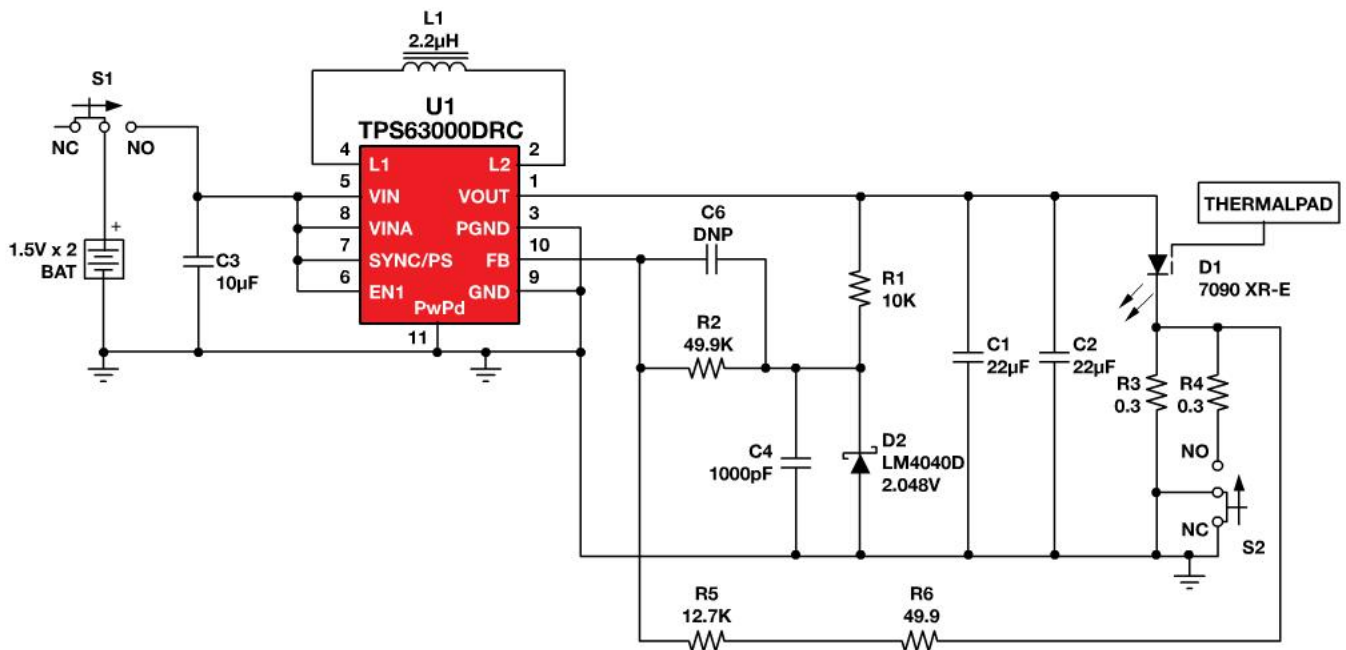 L1
2.2µH
S1
NC
NO
+
1.5V x 2
BAT
C3
10µF
U1
TPS63000DRC
4
L1
L2
2
5
VIN
VOUT
1
8
VINA
PGND
3
7
SYNC/PS
FB
10
6
EN1
GND
9
PwPd
11
C6
DNP
R2
49.9K
R1
10K
C4
1000pF
D2
LM4040D
2.048V
C1
22µF
C2
22µF
THERMALPAD
D1
7090 XR-E
R3
0.3
R4
0.3
NO
NC
S2
R5
12.7K
R6
49.9